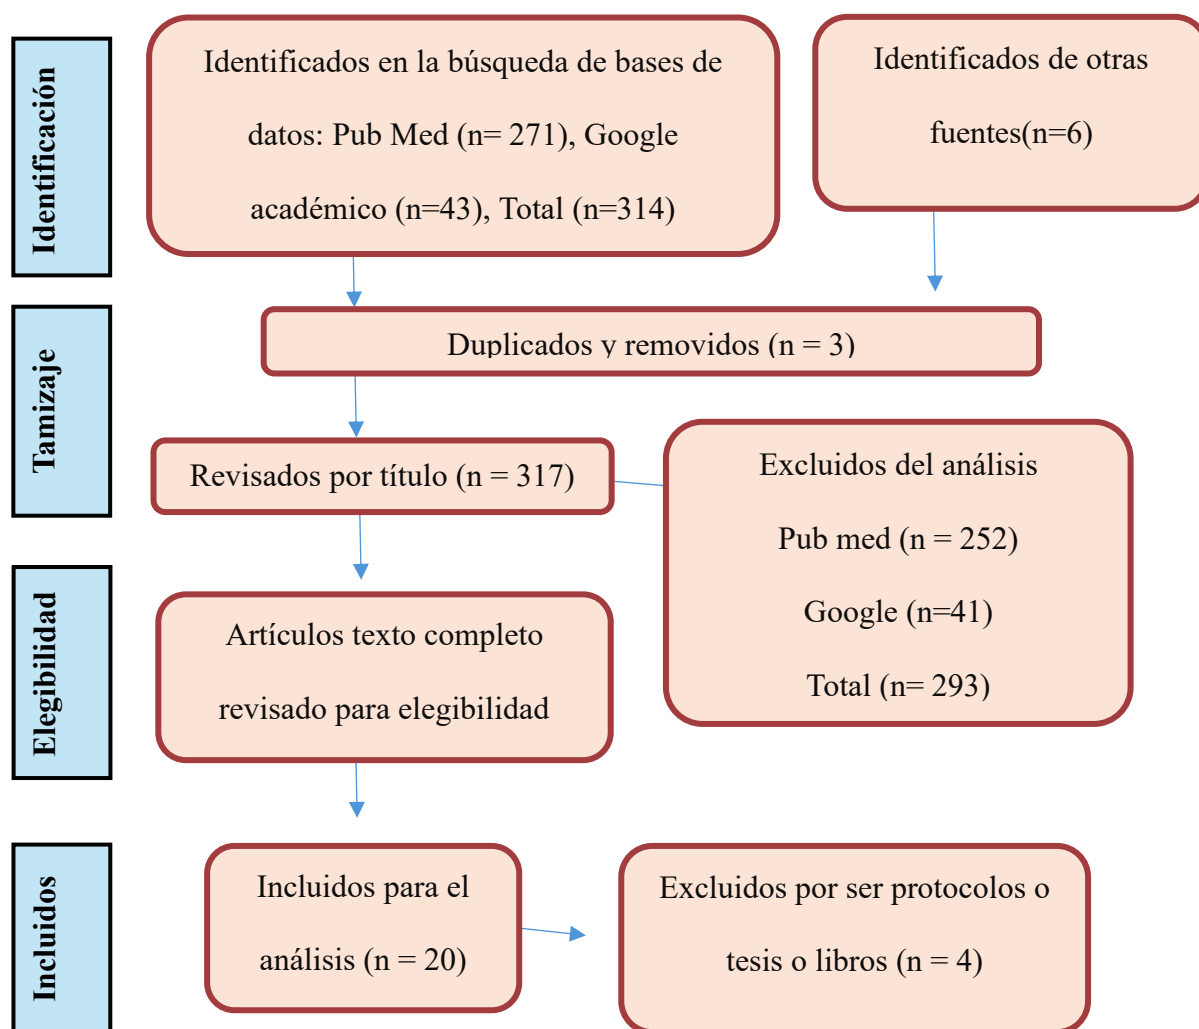 Identificación
Identificados en la búsqueda de bases de
datos: Pub Med (n= 271), Google
académico (n=43), Total (n=314)
Identificados de otras
fuentes(n=6)
Tamizaje
Duplicados y removidos (n = 3)
Revisados por título (n = 317)
Excluidos del análisis
Pub med (n = 252)
Google (n=41)
Total (n= 293)
Elegibilidad
Artículos texto completo
revisado para elegibilidad
Incluidos
Incluidos para el
análisis (n = 20)
Excluidos por ser protocolos o
tesis o libros (n = 4)